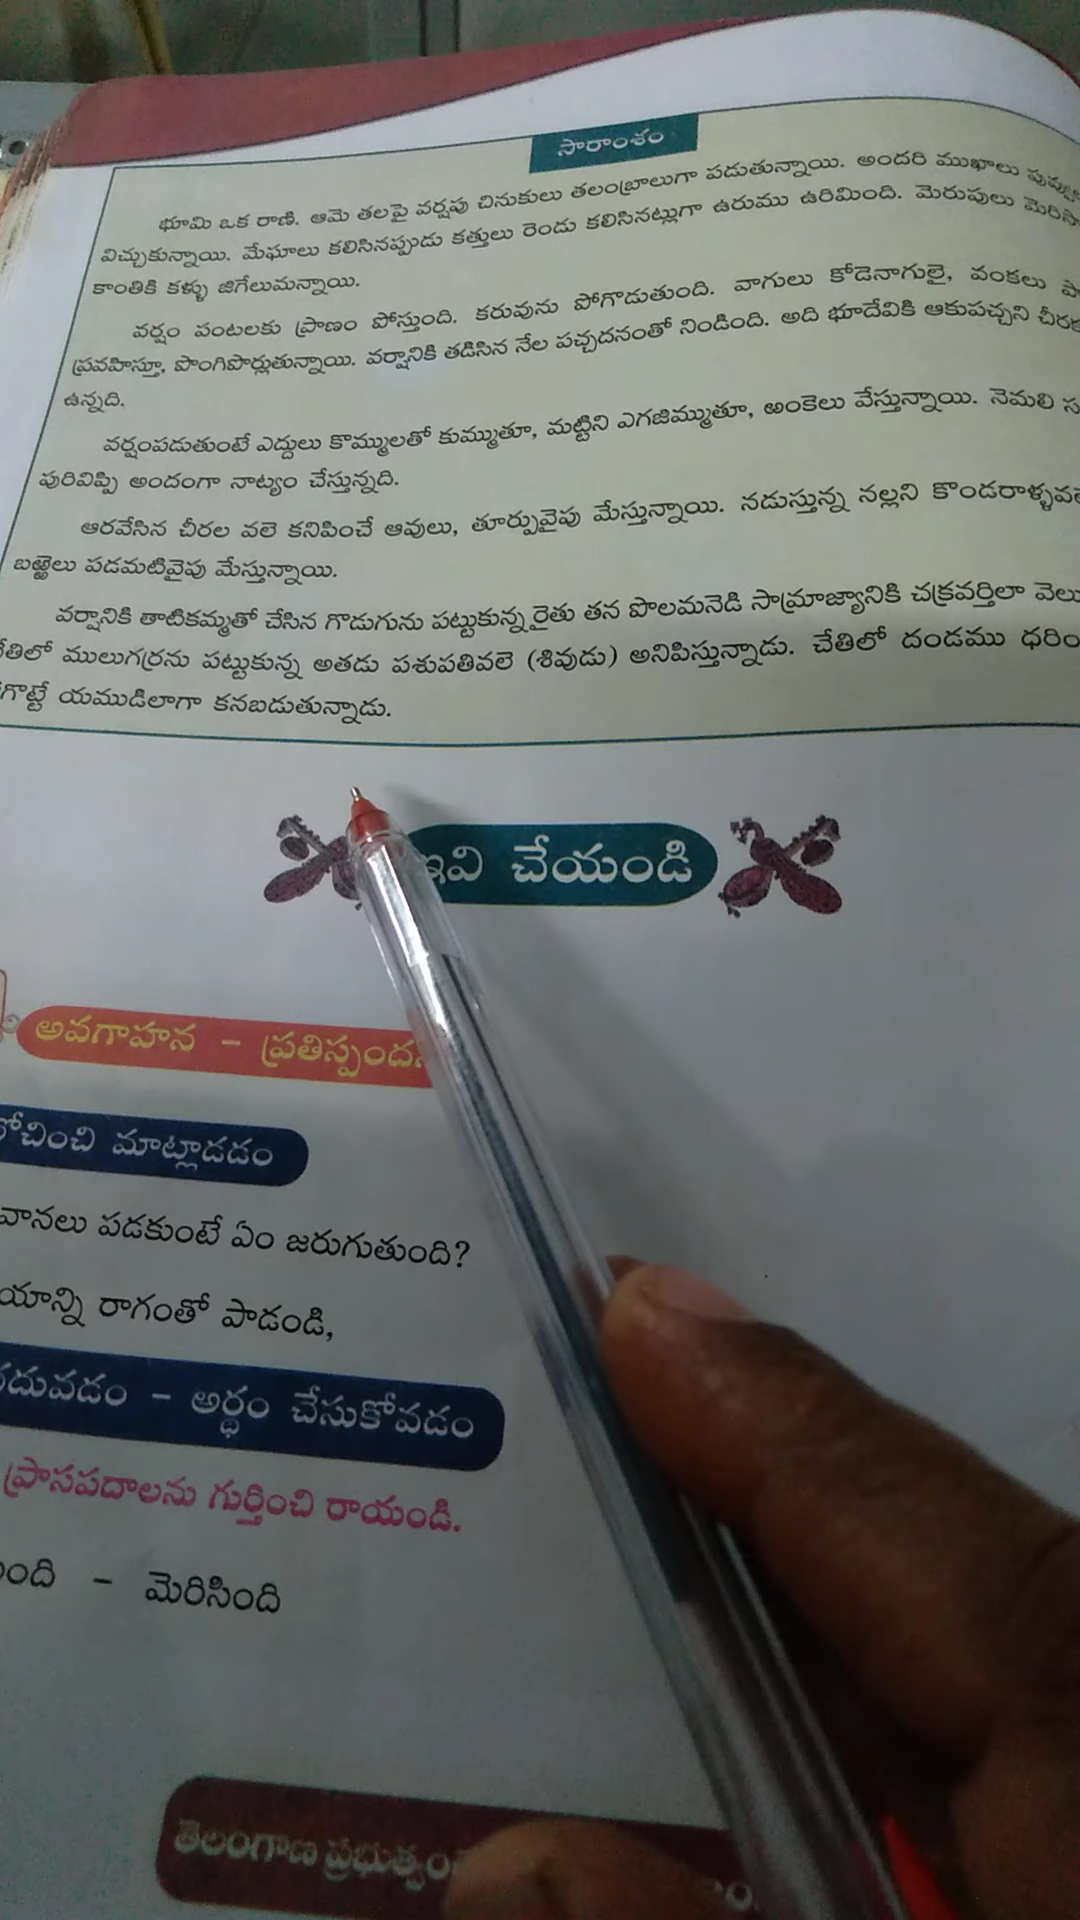 సారాంశం
భూమి ఒక రాణి. ఆమె తలపై వర్షపు చినుకులు తలంబ్రాలుగా పడుతున్నాయి. అందరి ముఖాలు
విచ్చుకున్నాయి. మేఘాలు కలిసినప్పుడు కత్తులు రెండు కలిసినట్లుగా ఉరుము ఉరిమింది. మెరుపులు
కాంతికి కళ్ళు జిగేలుమన్నాయి.
వర్షం పంటలకు ప్రాణం పోస్తుంది. కరువును పోగొడుతుంది. వాగులు కోడెనాగులై, వంకలు
ప్రవహిస్తూ, పొంగిపొర్లుతున్నాయి. వర్షానికి తడిసిన నేల పచ్చదనంతో నిండింది. అది భూదేవికి ఆకుపచ్చని
ఉన్నది.
వర్షంపడుతుంటే ఎద్దులు కొమ్ములతో కుమ్ముతూ, మట్టిని ఎగజిమ్ముతూ, అంకెలు వేస్తున్నాయి. నెమలి
పురివిప్పి అందంగా నాట్యం చేస్తున్నది.
ఆరవేసిన చీరల వలె కనిపించే ఆవులు, తూర్పువైపు మేస్తున్నాయి. నడుస్తున్న నల్లని
బఱ్ఱెలు పడమటివైపు మేస్తున్నాయి.
వర్షానికి తాటికమ్మతో చేసిన గొడుగును పట్టుకున్న రైతు తన పొలమనెడి సామ్రాజ్యానికి చక్రవర్తిలా
ములుగర్రను పట్టుకున్న అతడు పశుపతివలె (శివుడు) అనిపిస్తున్నాడు. చేతిలో దండము
యముడిలాగా కనబడుతున్నాడు.
ఇవి చేయండి
అవగాహన – ప్రతిస్పందన
మాట్లాడడం
వానలు పడకుంటే ఏం జరుగుతుంది?
రాగంతో పాడండి,
– అర్థం చేసుకోవడం
ప్రాసపదాలను గుర్తించి రాయండి.
– మెరిసింది
తెలంగాణ